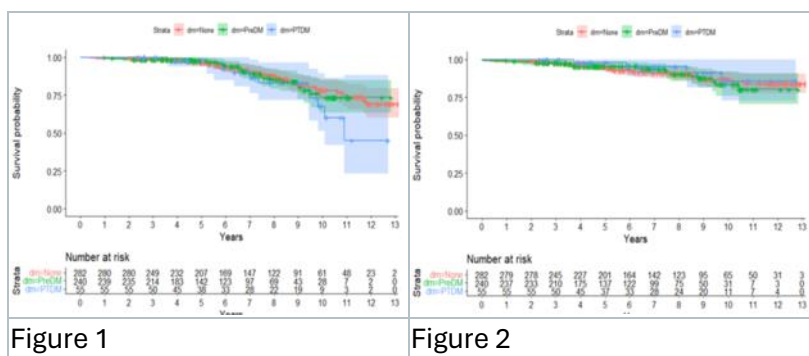 Strata dm=None dm=PreDM dm=PTDM
Survival probability
1.00
0.75
0.50
0.25
0.00
0 1 2 3 4 5 6 7 8 9 10 11 12 13
Years
Number at risk
Strata
dm=None 282 280 280 249 232 207 169 147 122 91 61 48 23 2
dm=PreDM 240 239 235 214 183 142 123 97 69 43 28 7 2 0
dm=PTDM 55 55 55 50 45 38 33 28 22 19 9 3 2 0
0 1 2 3 4 5 6 7 8 9 10 11 12 13
Figure 1
Strata dm=None dm=PreDM dm=PTDM
Survival probability
1.00
0.75
0.50
0.25
0.00
0 1 2 3 4 5 6 7 8 9 10 11 12 13
Years
Number at risk
Strata
dm=None 282 279 278 245 227 201 164 142 123 95 65 50 31 3
dm=PreDM 240 237 233 210 175 137 122 99 75 50 31 7 3 0
dm=PTDM 55 55 55 50 45 37 33 28 24 20 11 7 4 0
0 1 2 3 4 5 6 7 8 9 10 11 12 13
Figure 2